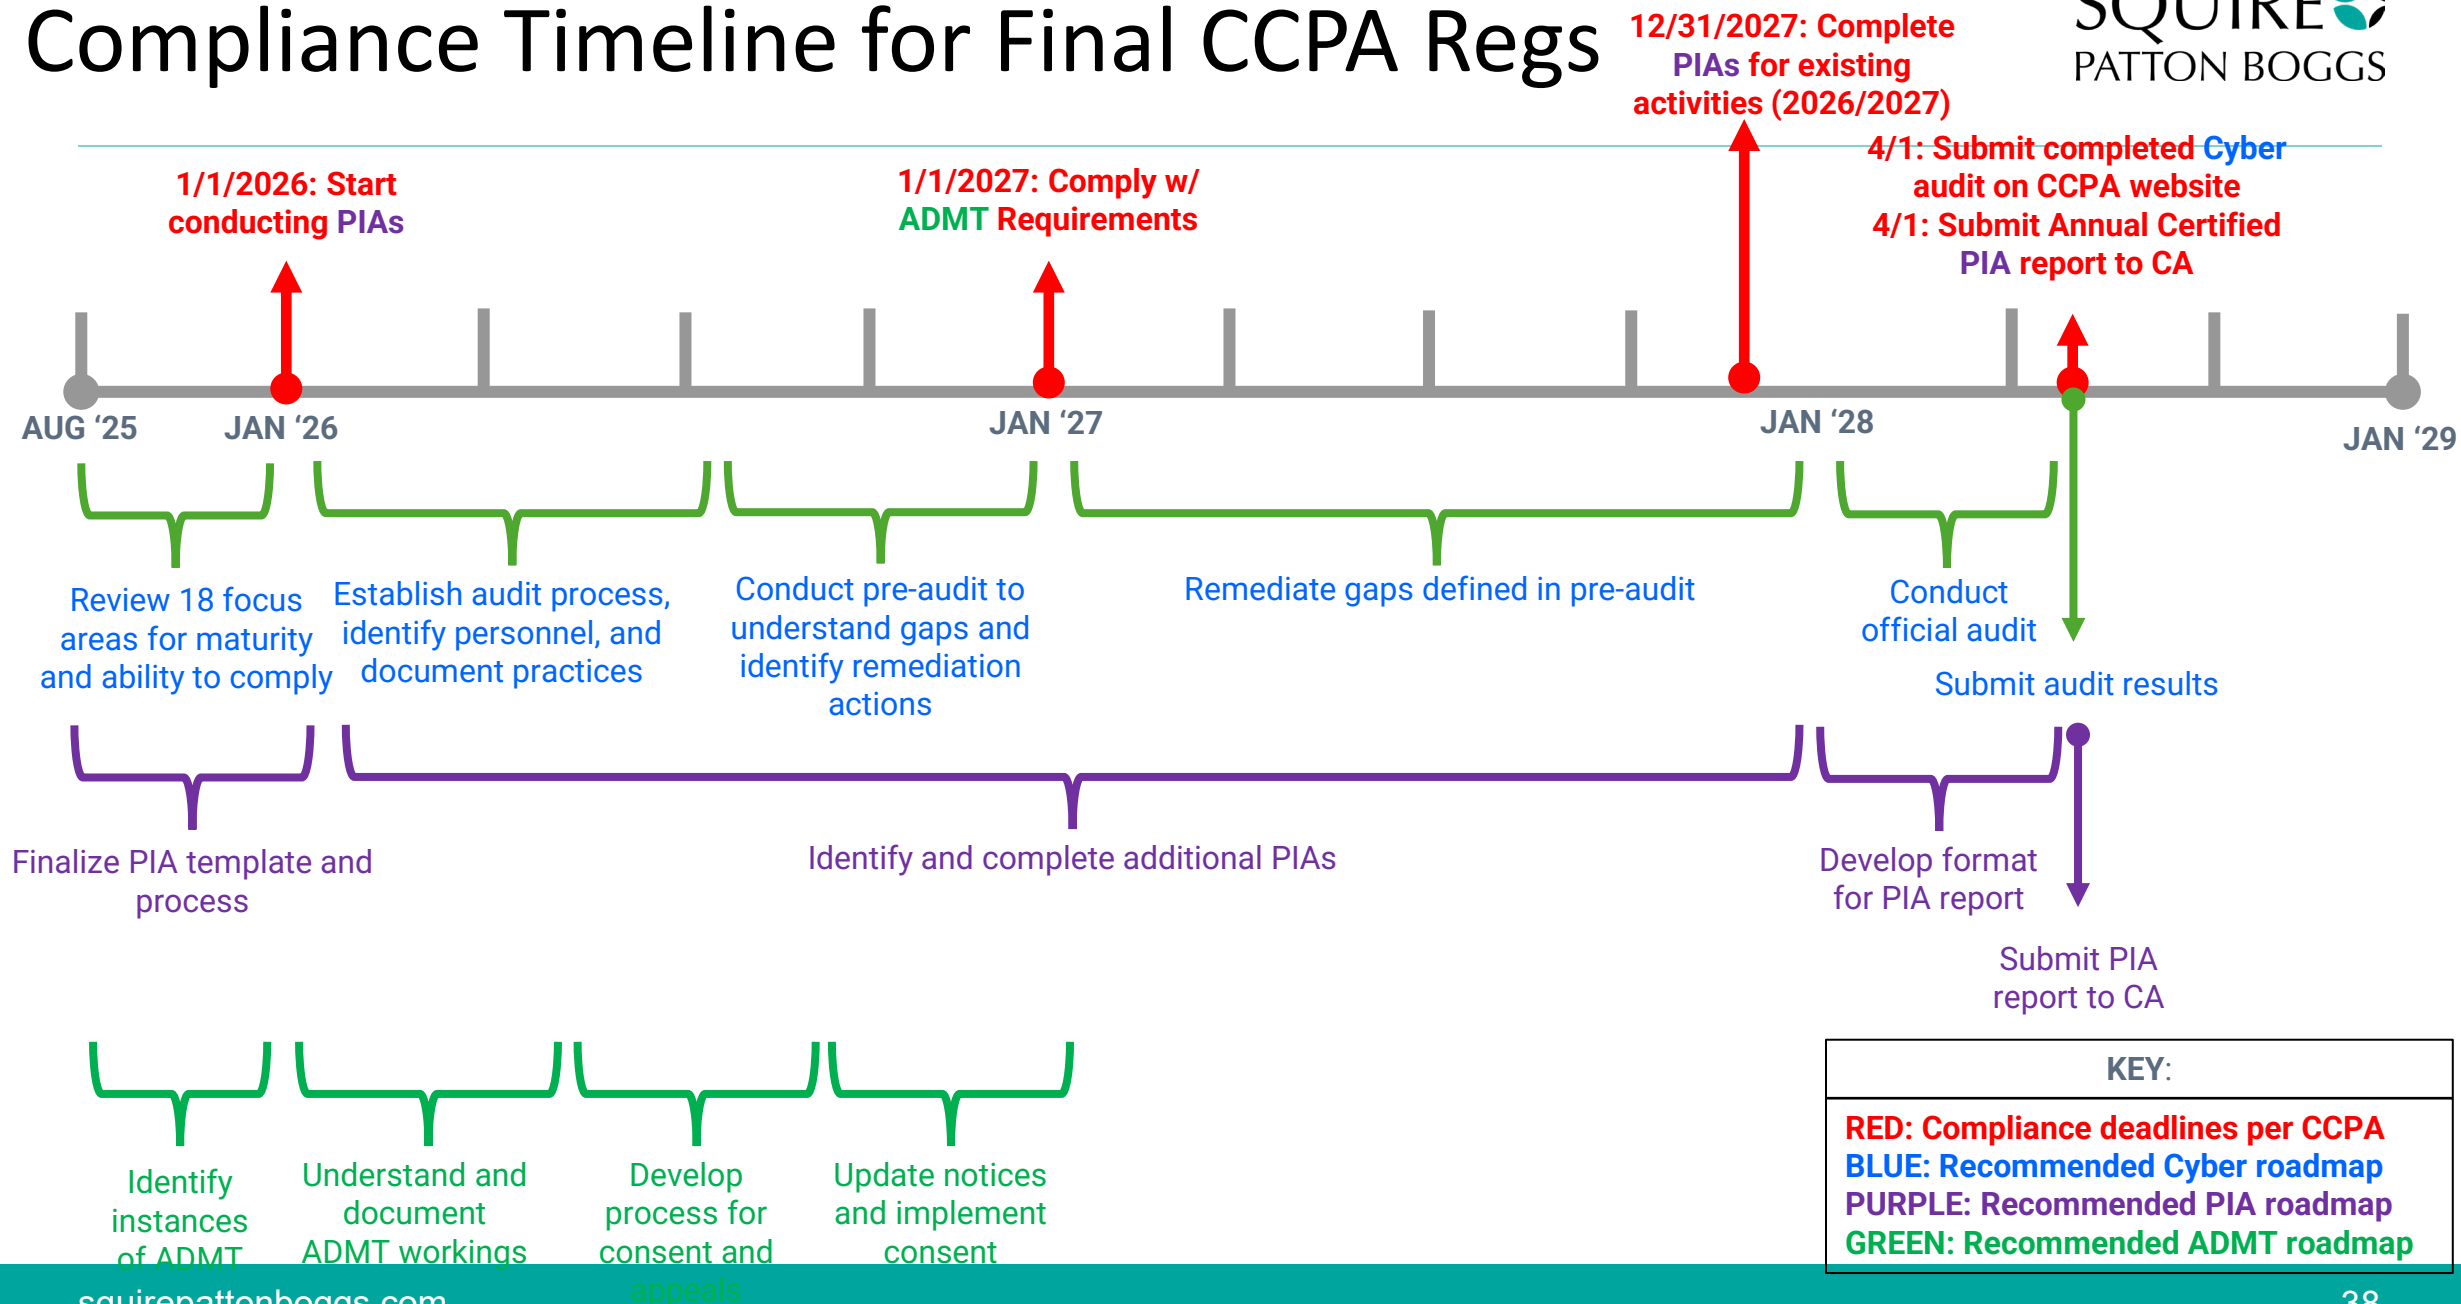 Compliance Timeline for Final CCPA Regs
12/31/2027: Complete
PIAs for existing
activities (2026/2027)
SQUIRE
PATTON BOGGS
1/1/2026: Start
conducting PIAs
1/1/2027: Comply w/
ADMT Requirements
4/1: Submit completed Cyber
audit on CCPA website
4/1: Submit Annual Certified
PIA report to CA
AUG ‘25
JAN ‘26
JAN ‘27
JAN ‘28
JAN ‘29
Review 18 focus
areas for maturity
and ability to comply
Establish audit process,
identify personnel, and
document practices
Conduct pre-audit to
understand gaps and
identify remediation
actions
Remediate gaps defined in pre-audit
Conduct
official audit
Submit audit results
Finalize PIA template and
process
Identify and complete additional PIAs
Develop format
for PIA report
Submit PIA
report to CA
Identify
instances
of ADMT
Understand and
document
ADMT workings
Develop
process for
consent and
appeals
Update notices
and implement
consent
KEY:
RED: Compliance deadlines per CCPA
BLUE: Recommended Cyber roadmap
PURPLE: Recommended PIA roadmap
GREEN: Recommended ADMT roadmap
squirepattonboggs.com
38